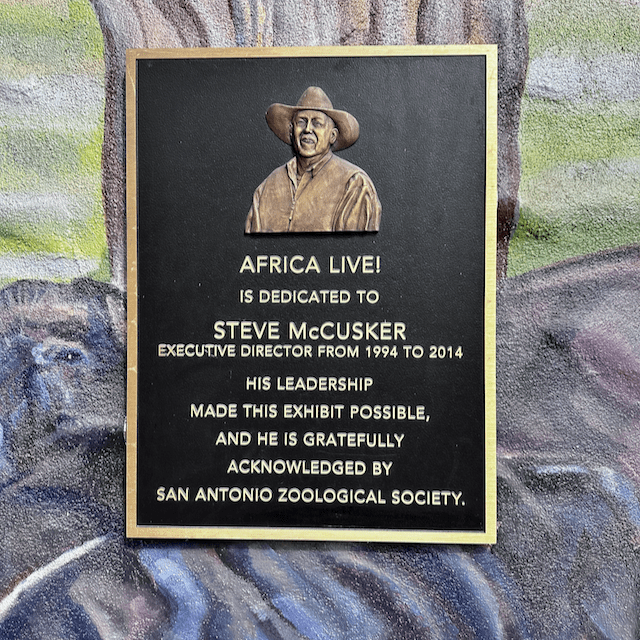 AFRICA LIVE!
IS DEDICATED TO
STEVE McCUSKER
EXECUTIVE DIRECTOR FROM 1994 TO 2014
HIS LEADERSHIP
MADE THIS EXHIBIT POSSIBLE,
AND HE IS GRATEFULLY
ACKNOWLEDGED BY
SAN ANTONIO ZOOLOGICAL SOCIETY.